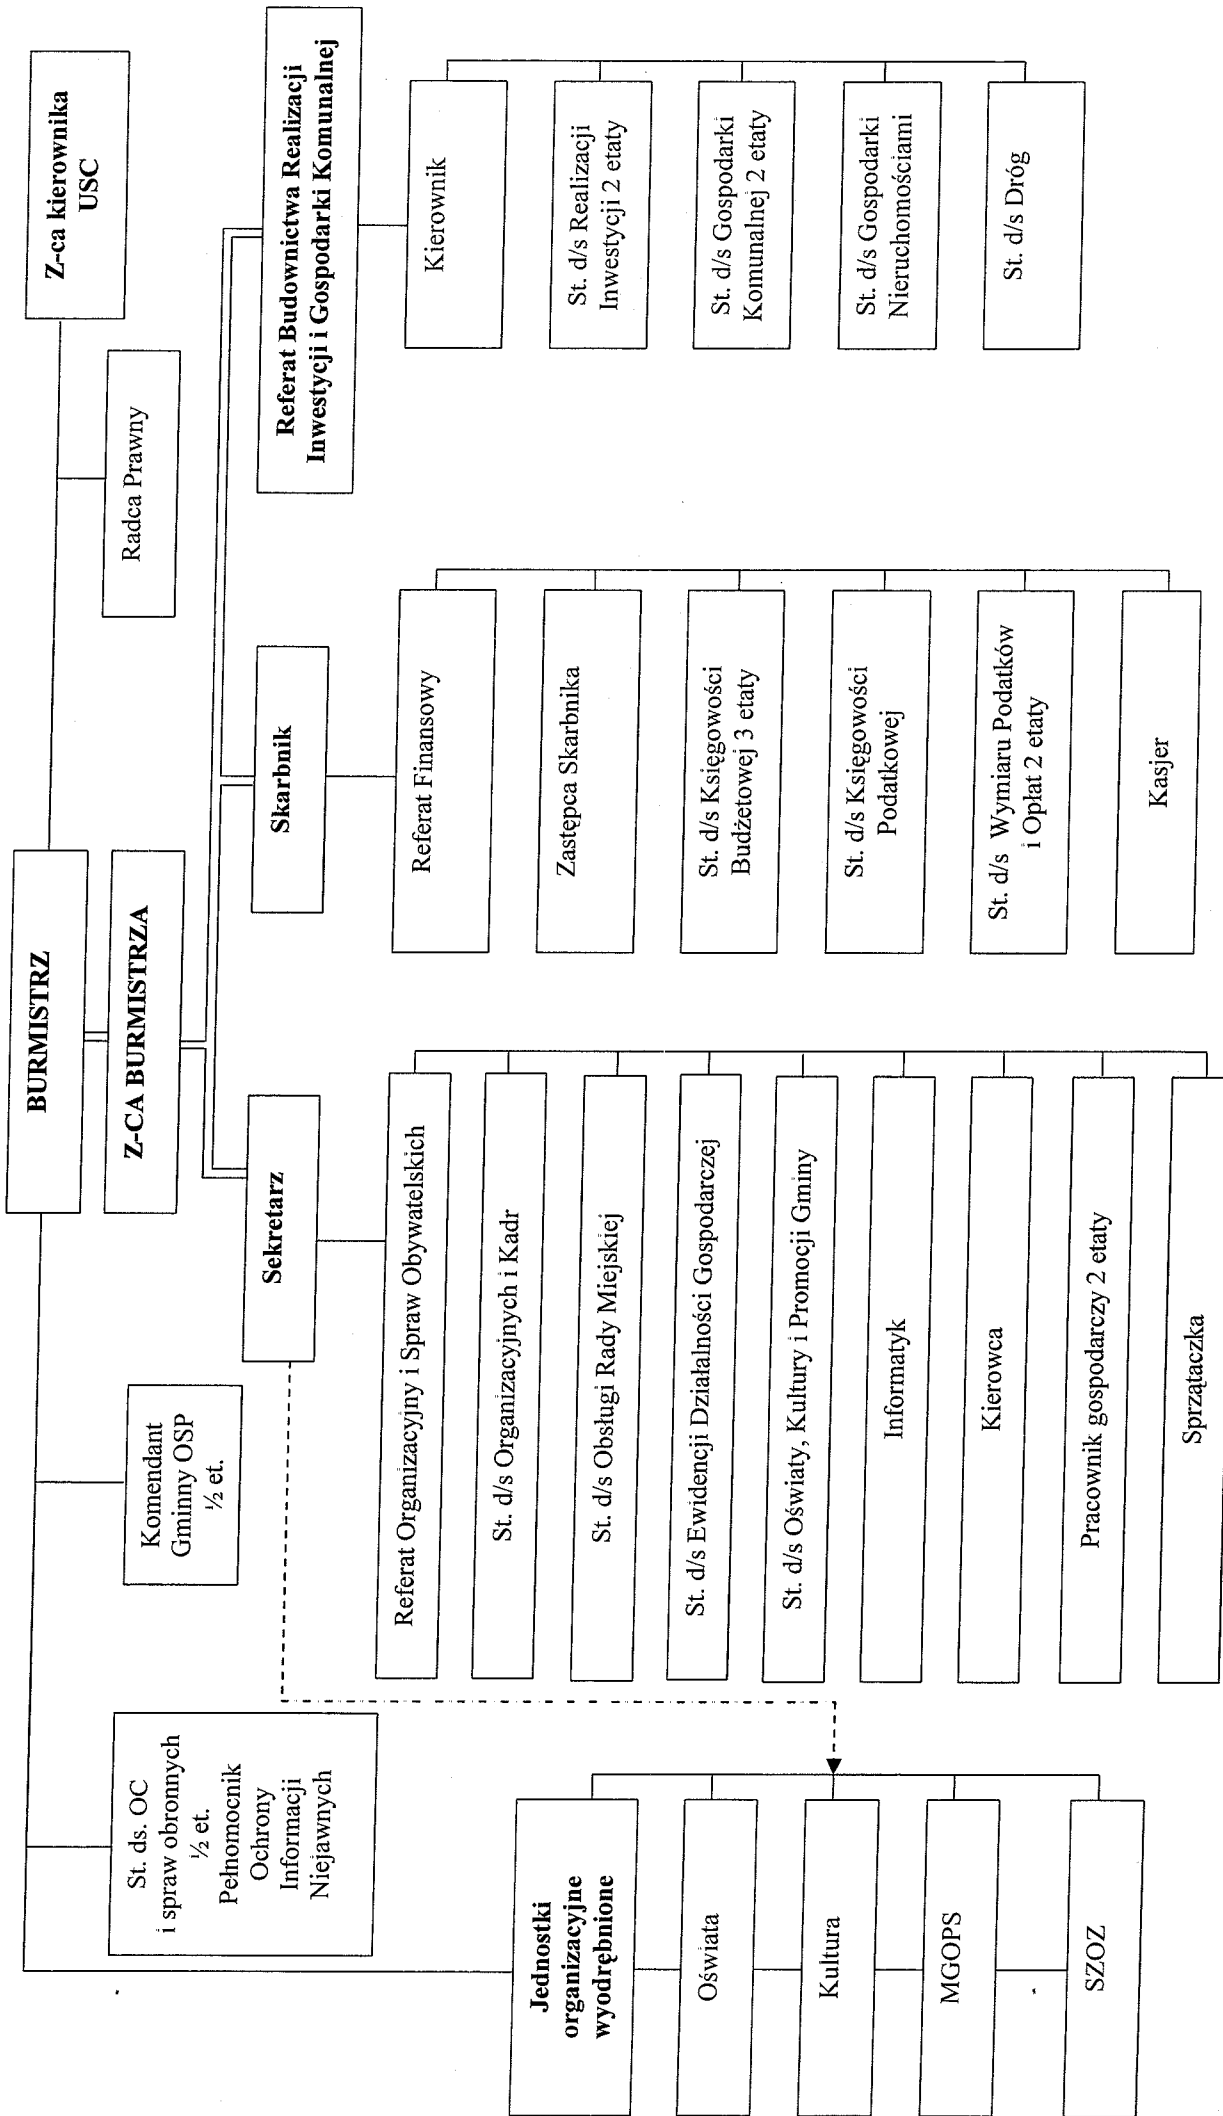 BURMISTRZ
Z-CA BURMISTRZA
Z-ca kierownika
USC
Radca Prawny
Komendant
Gminny OSP
½ et.
St. ds. OC
i spraw obronnych
½ et.
Pełnomocnik
Ochrony
Informacji
Niejawnych
Jednostki
organizacyjne
wyodrębnione
Oświata
Kultura
MGOPS
SZOZ
Sekretarz
Referat Organizacyjny i Spraw Obywatelskich
St. d/s Organizacyjnych i Kadr
St. d/s Obsługi Rady Miejskiej
St. d/s Ewidencji Działalności Gospodarczej
St. d/s Oświaty, Kultury i Promocji Gminy
Informatyk
Kierowca
Pracownik gospodarczy 2 etaty
Sprzątaczka
Skarbnik
Referat Finansowy
Zastępca Skarbnika
St. d/s Księgowości
Budżetowej 3 etaty
St. d/s Księgowości
Podatkowej
St. d/s Wymiaru Podatków
i Opłat 2 etaty
Kasjer
Referat Budownictwa Realizacji
Inwestycji i Gospodarki Komunalnej
Kierownik
St. d/s Realizacji
Inwestycji 2 etaty
St. d/s Gospodarki
Komunalnej 2 etaty
St. d/s Gospodarki
Nieruchomościami
St. d/s Dróg